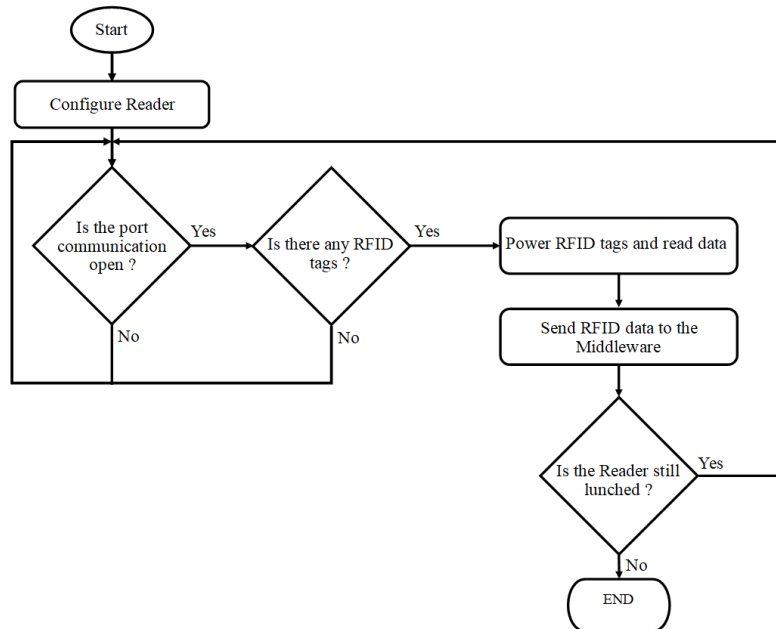 Start
Configure Reader
Is the port
communication
open ?
Yes
No
Is there any RFID
tags ?
Yes
No
Power RFID tags and read data
Send RFID data to the
Middleware
Is the Reader still
lunched ?
Yes
No
END